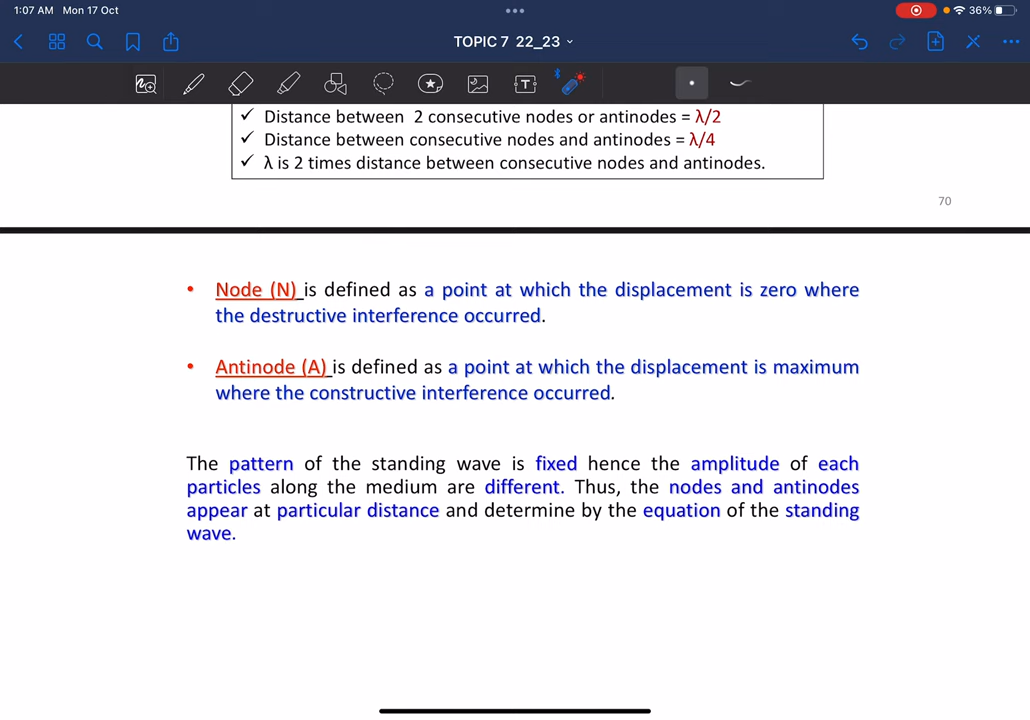 1:07 AM Mon 17 Oct
36%
TOPIC 7 22_23
T
✓ Distance between 2 consecutive nodes or antinodes = λ/2
✓ Distance between consecutive nodes and antinodes = λ/4
✓ λ is 2 times distance between consecutive nodes and antinodes.
70
• Node (N) is defined as a point at which the displacement is zero where
the destructive interference occurred.
• Antinode (A) is defined as a point at which the displacement is maximum
where the constructive interference occurred.
The pattern of the standing wave is fixed hence the amplitude of each
particles along the medium are different. Thus, the nodes and antinodes
appear at particular distance and determine by the equation of the standing
wave.